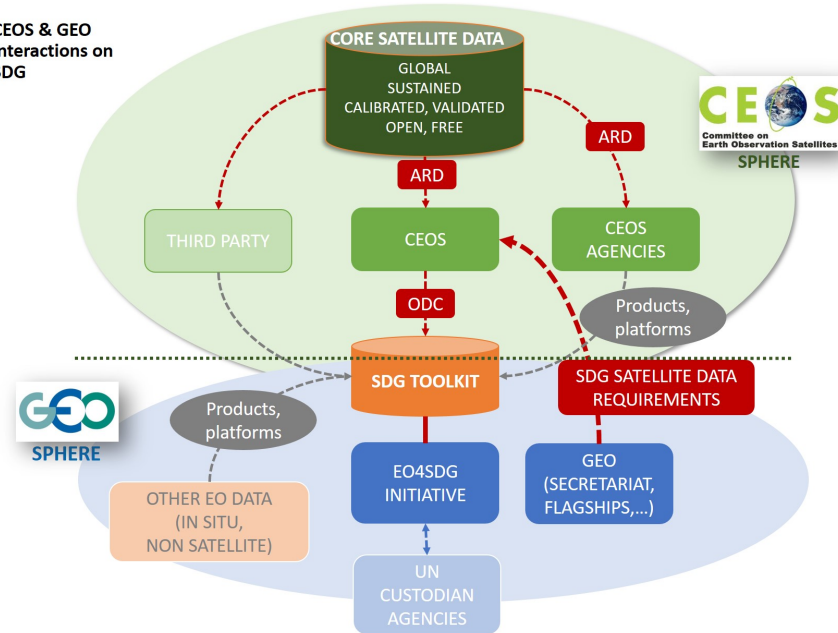 CEOS & GEO
interactions on
SDG
CORE SATELLITE DATA
GLOBAL
SUSTAINED
CALIBRATED, VALIDATED
OPEN, FREE
CEOS
Committee on
Earth Observation Satellites
SPHERE
ARD
ARD
THIRD PARTY
CEOS
CEOS
AGENCIES
ODC
Products,
platforms
SDG TOOLKIT
SDG SATELLITE DATA
REQUIREMENTS
GEO
SPHERE
Products,
platforms
EO4SDG
INITIATIVE
GEO
(SECRETARIAT,
FLAGSHIPS,...)
OTHER EO DATA
(IN SITU,
NON SATELLITE)
UN
CUSTODIAN
AGENCIES